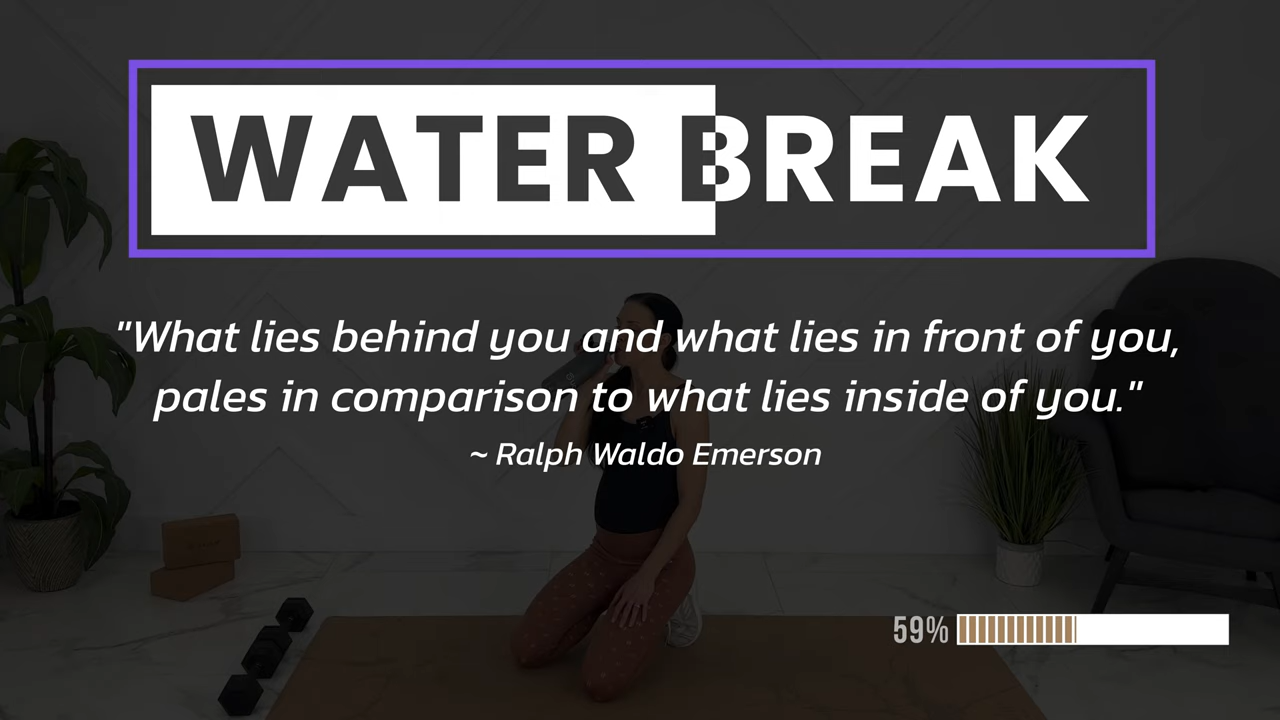 WATER BREAK
"What lies behind you and what lies in front of you,
pales in comparison to what lies inside of you."
~ Ralph Waldo Emerson
59%